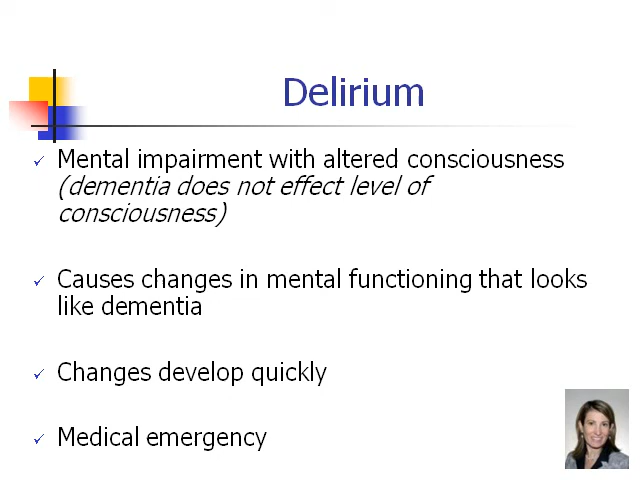 Delirium
Mental impairment with altered consciousness
(dementia does not effect level of
consciousness)
Causes changes in mental functioning that looks
like dementia
Changes develop quickly
Medical emergency